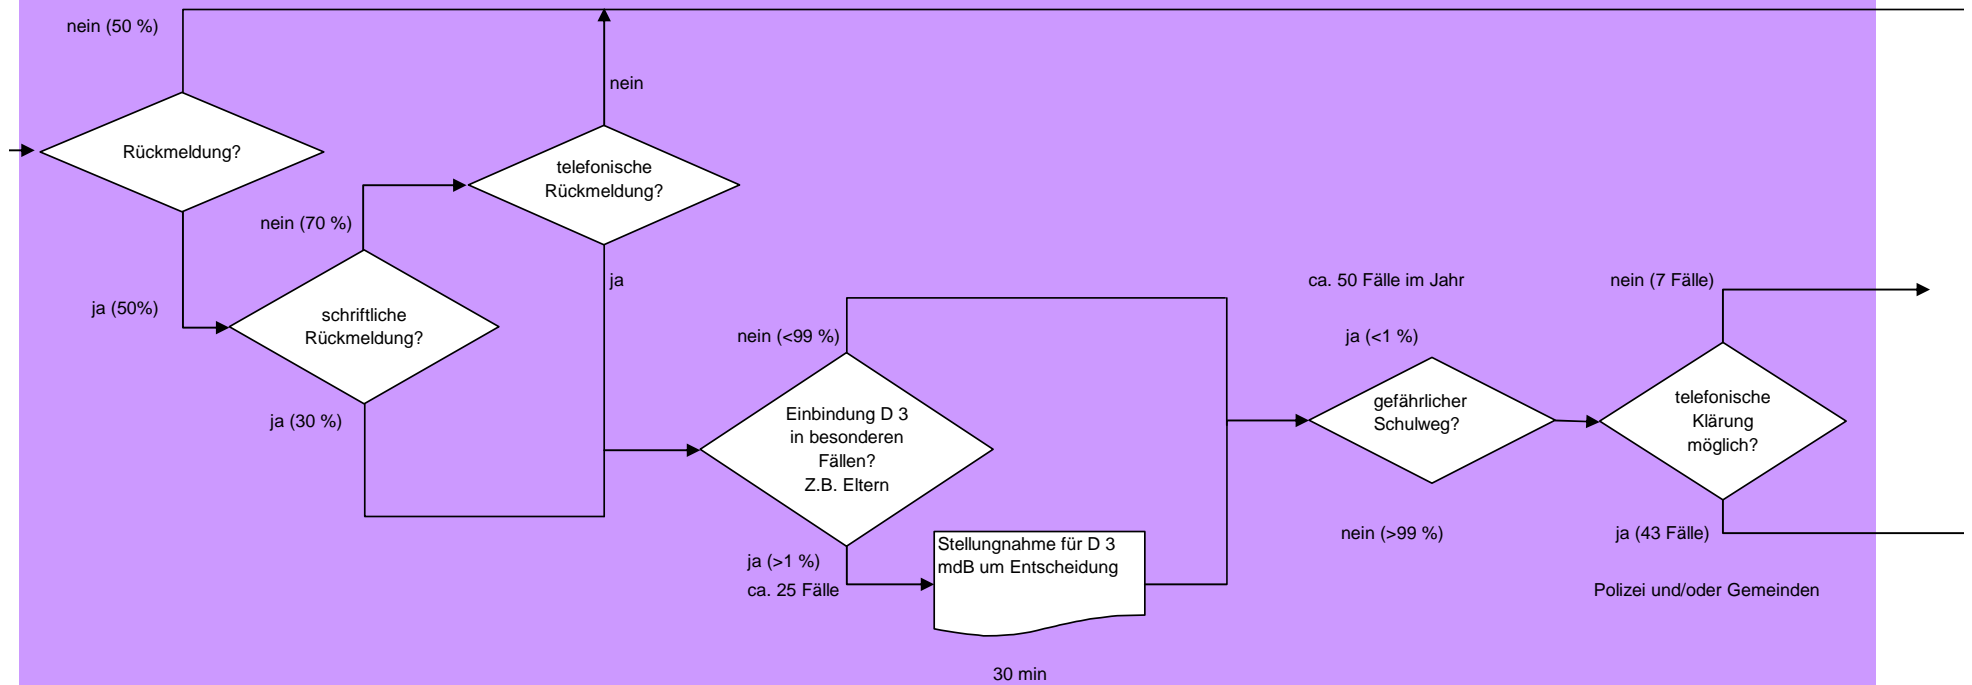 nein (50 %)
Rückmeldung?
ja (50%)
nein (70 %)
schriftliche
Rückmeldung?
ja (30 %)
nein
telefonische
Rückmeldung?
ja
nein (<99 %)
Einbindung D 3
in besonderen
Fällen?
Z.B. Eltern
ja (>1 %)
ca. 25 Fälle
Stellungnahme für D 3
mdB um Entscheidung
30 min
ca. 50 Fälle im Jahr
ja (<1 %)
gefährlicher
Schulweg?
nein (>99 %)
nein (7 Fälle)
telefonische
Klärung
möglich?
ja (43 Fälle)
Polizei und/oder Gemeinden